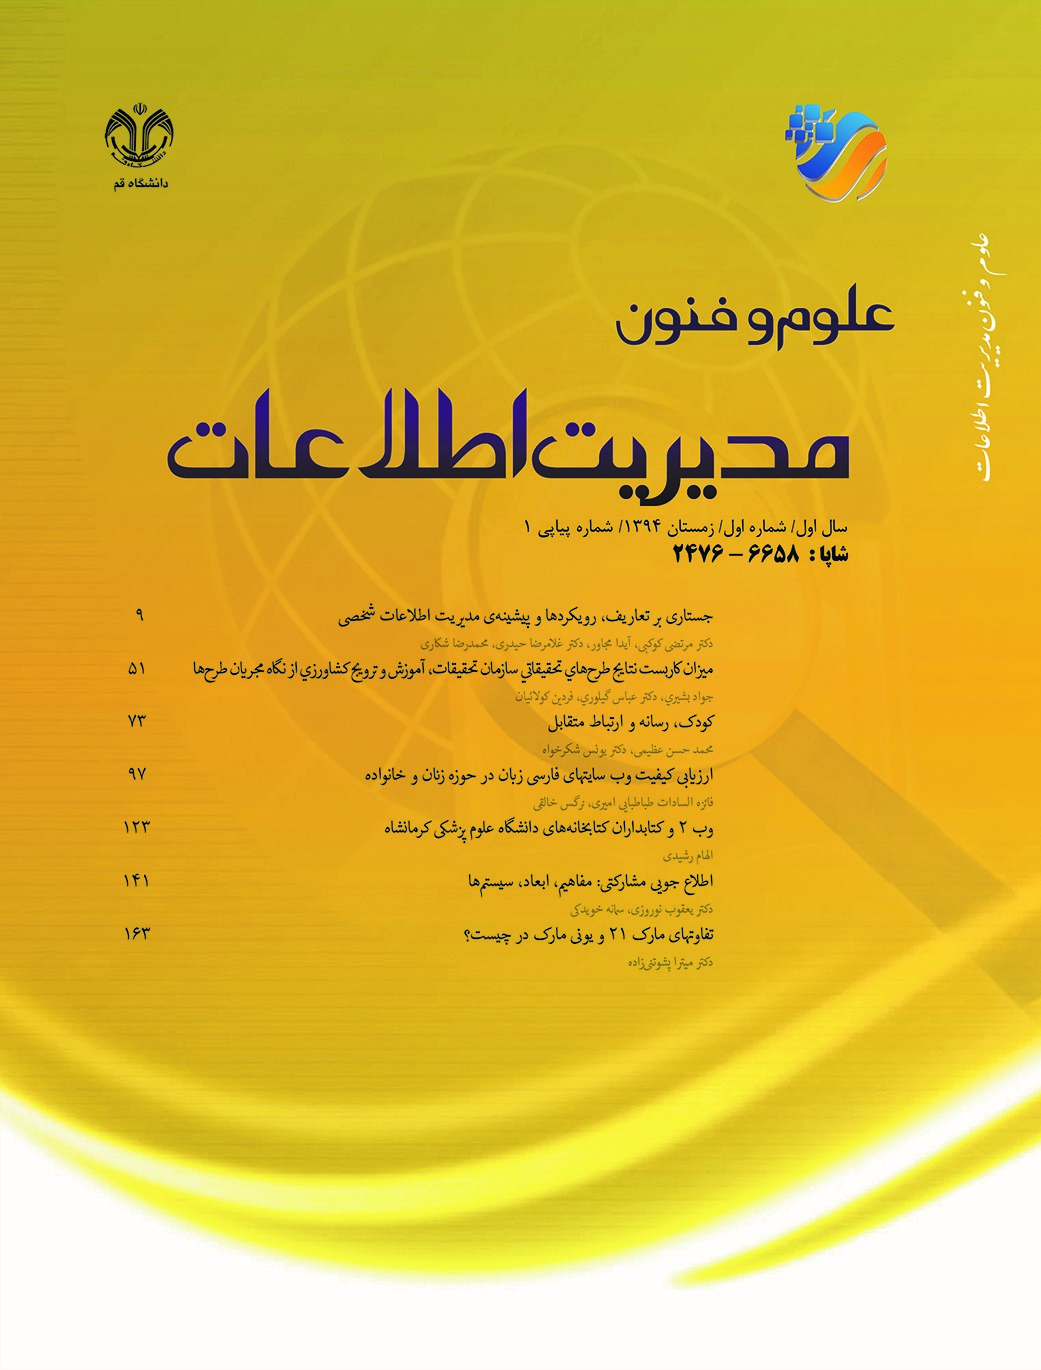 دانشگاه قم
علوم و فنون مدیریت اطلاعات
علوم و فنون
مدیریت اطلاعات
سال اول/ شماره اول/ زمستان ۱۳۹۴/ شماره پیاپی ۱
شاپا: ۶۶۵۸ – ۲۴۷۶
جستاری بر تعاریف، رویکردها و پیشینه‌ی مدیریت اطلاعات شخصی ۹
دکتر مرتضی کوکبی، آیدا مجاور، دکتر غلامرضا حیدری، محمدرضا شکاری
میزان کاربست نتایج طرح‌های تحقیقاتی سازمان تحقیقات، آموزش و ترویج کشاورزی از نگاه مجریان طرح‌ها ۵۱
جواد بشیری، دکتر عباس گیلوری، فردین کولائیان
کودک، رسانه و ارتباط متقابل ۷۳
محمد حسن عظیمی، دکتر یونس شکرخواه
ارزیابی کیفیت وب سایتهای فارسی زبان در حوزه زنان و خانواده ۹۷
فائزه السادات طباطبایی امیری، نرگس خالقی
وب ۲ و کتابداران کتابخانه‌های دانشگاه علوم پزشکی کرمانشاه ۱۲۳
الهام رشیدی
اطلاع جویی مشارکتی: مفاهیم، ابعاد، سیستم‌ها ۱۴۱
دکتر یعقوب نوروزی، سمانه خویدکی
تفاوتهای مارک ۲۱ و یونی مارک در چیست؟ ۱۶۳
دکتر میترا پشوتنی‌زاده